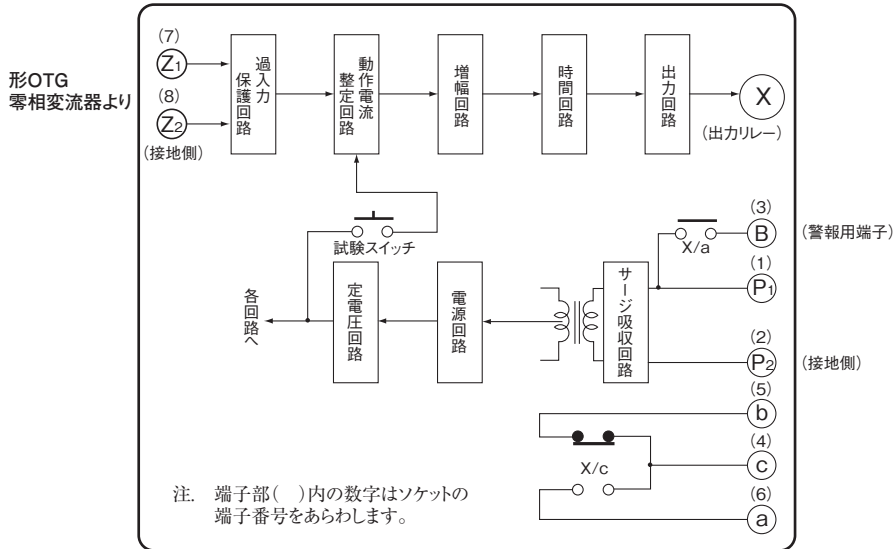 形OTG
零相変流器より
(7)
Z1
(8)
Z2
(接地側)
過入力
保護回路
動作電流
整定回路
増幅回路
時間回路
出力回路
X
(出力リレー)
試験スイッチ
各回路へ
定電圧回路
電源回路
サージ吸収回路
X/a
(3)
B
(警報用端子)
(1)
P1
(2)
P2
(接地側)
(5)
b
X/c
(4)
c
(6)
a
注. 端子部( )内の数字はソケットの
端子番号をあらわします。